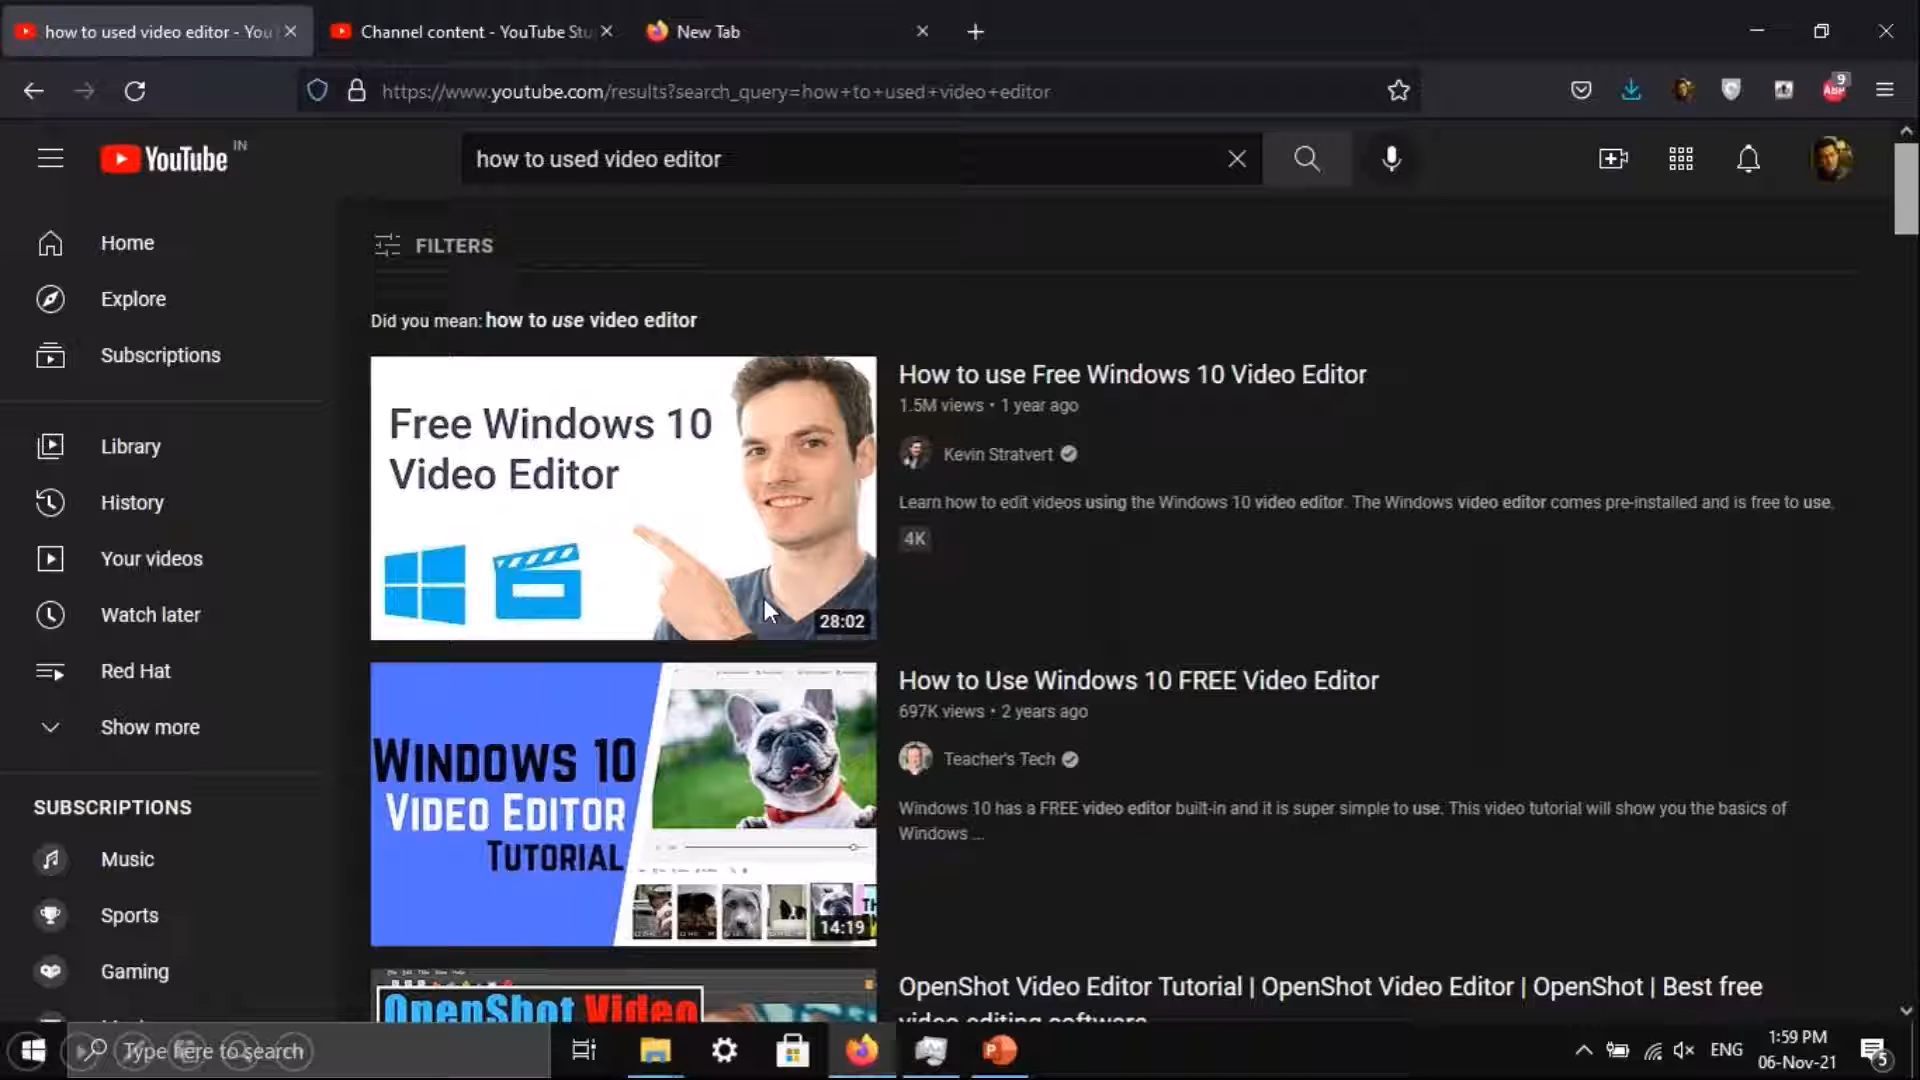 how to used video editor - You
Channel content - YouTube Stu
New Tab
https://www.youtube.com/results?search_query=how+to+used+video+editor
ABP
9
YouTube
IN
how to used video editor
Home
Explore
Subscriptions
Library
History
Your videos
Watch later
Red Hat
Show more
SUBSCRIPTIONS
Music
Sports
Gaming
FILTERS
Did you mean: how to use video editor
Free Windows 10
Video Editor
28:02
How to use Free Windows 10 Video Editor
1.5M views • 1 year ago
Kevin Stratvert
Learn how to edit videos using the Windows 10 video editor. The Windows video editor comes pre-installed and is free to use.
4K
WINDOWS 10
VIDEO EDITOR
TUTORIAL
14:19
How to Use Windows 10 FREE Video Editor
697K views • 2 years ago
Teacher's Tech
Windows 10 has a FREE video editor built-in and it is super simple to use. This video tutorial will show you the basics of
Windows ...
OpenShot Video
OpenShot Video Editor Tutorial | OpenShot Video Editor | OpenShot | Best free
video editing software
Type here to search
ENG
1:59 PM
06-Nov-21
5